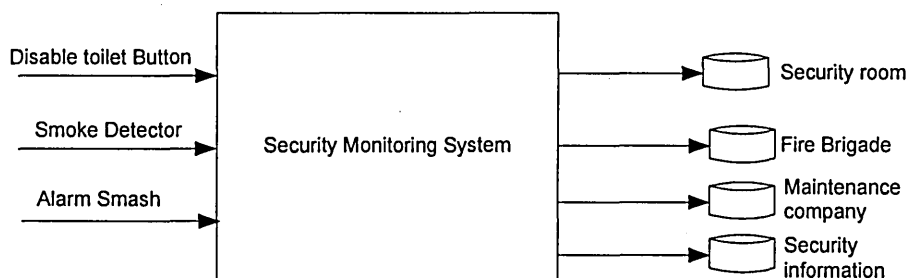 Disable toilet Button
Smoke Detector
Alarm Smash
Security Monitoring System
Security room
Fire Brigade
Maintenance
company
Security
information